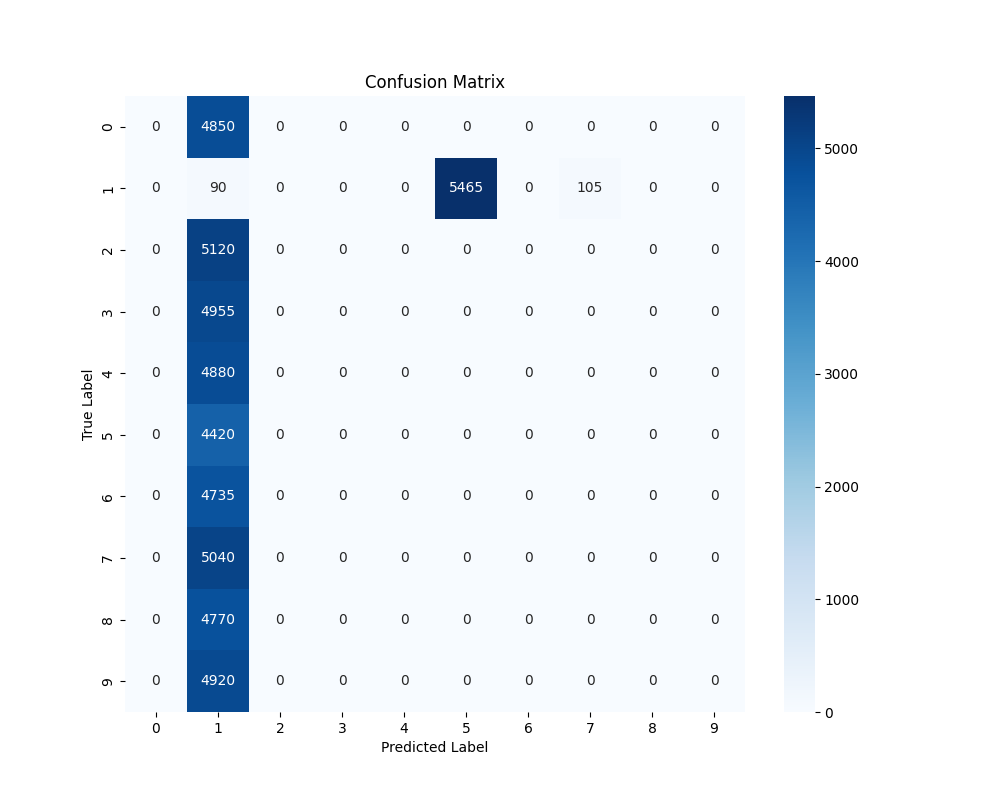 Confusion Matrix
0 0 4850 0 0 0 0 0 0 0 0
1 0 90 0 0 0 5465 0 105 0 0
2 0 5120 0 0 0 0 0 0 0 0
3 0 4955 0 0 0 0 0 0 0 0
4 0 4880 0 0 0 0 0 0 0 0
5 0 4420 0 0 0 0 0 0 0 0
6 0 4735 0 0 0 0 0 0 0 0
7 0 5040 0 0 0 0 0 0 0 0
8 0 4770 0 0 0 0 0 0 0 0
9 0 4920 0 0 0 0 0 0 0 0
0 1 2 3 4 5 6 7 8 9
Predicted Label
True Label
5000
4000
3000
2000
1000
0